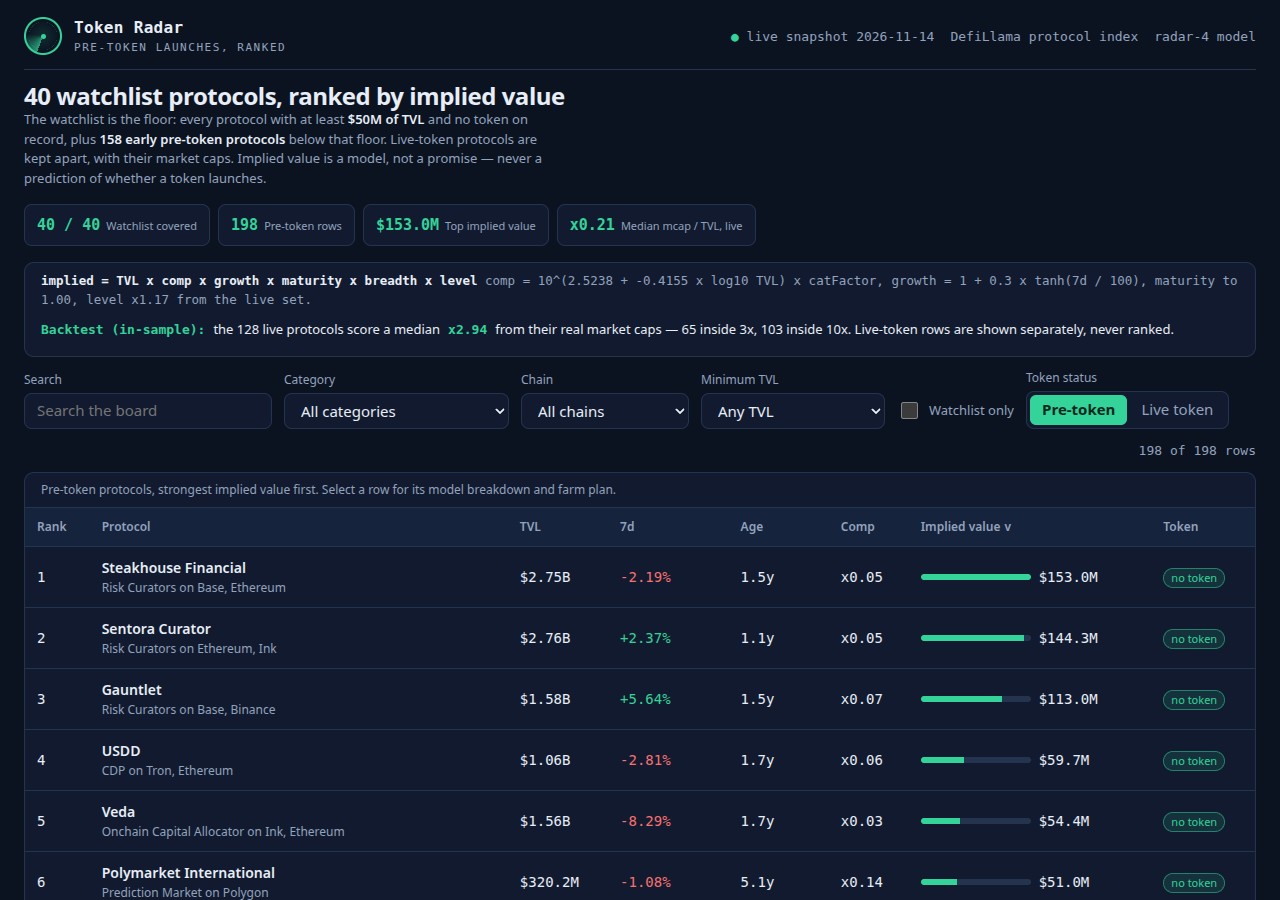 Token Radar
PRE-TOKEN LAUNCHES, RANKED
live snapshot 2026-11-14 DefiLlama protocol index radar-4 model
40 watchlist protocols, ranked by implied value
The watchlist is the floor: every protocol with at least $50M of TVL and no token on
record, plus 158 early pre-token protocols below that floor. Live-token protocols are
kept apart, with their market caps. Implied value is a model, not a promise — never a
prediction of whether a token launches.
40 / 40 Watchlist covered
198 Pre-token rows
$153.0M Top implied value
x0.21 Median mcap / TVL, live
implied = TVL x comp x growth x maturity x breadth x level comp = 10^(2.5238 + -0.4155 x log10 TVL) x catFactor, growth = 1 + 0.3 x tanh(7d / 100), maturity to
1.00, level x1.17 from the live set.
Backtest (in-sample): the 128 live protocols score a median x2.94 from their real market caps — 65 inside 3x, 103 inside 10x. Live-token rows are shown separately, never ranked.
Search
Category
Chain
Minimum TVL
Token status
Search the board
All categories
All chains
Any TVL
Watchlist only
Pre-token
Live token
198 of 198 rows
Pre-token protocols, strongest implied value first. Select a row for its model breakdown and farm plan.
Rank Protocol TVL 7d Age Comp Implied value v Token
1 Steakhouse Financial $2.75B -2.19% 1.5y x0.05 $153.0M no token
Risk Curators on Base, Ethereum
2 Sentora Curator $2.76B +2.37% 1.1y x0.05 $144.3M no token
Risk Curators on Ethereum, Ink
3 Gauntlet $1.58B +5.64% 1.5y x0.07 $113.0M no token
Risk Curators on Base, Binance
4 USDD $1.06B -2.81% 1.7y x0.06 $59.7M no token
CDP on Tron, Ethereum
5 Veda $1.56B -8.29% 1.7y x0.03 $54.4M no token
Onchain Capital Allocator on Ink, Ethereum
6 Polymarket International $320.2M -1.08% 5.1y x0.14 $51.0M no token
Prediction Market on Polygon